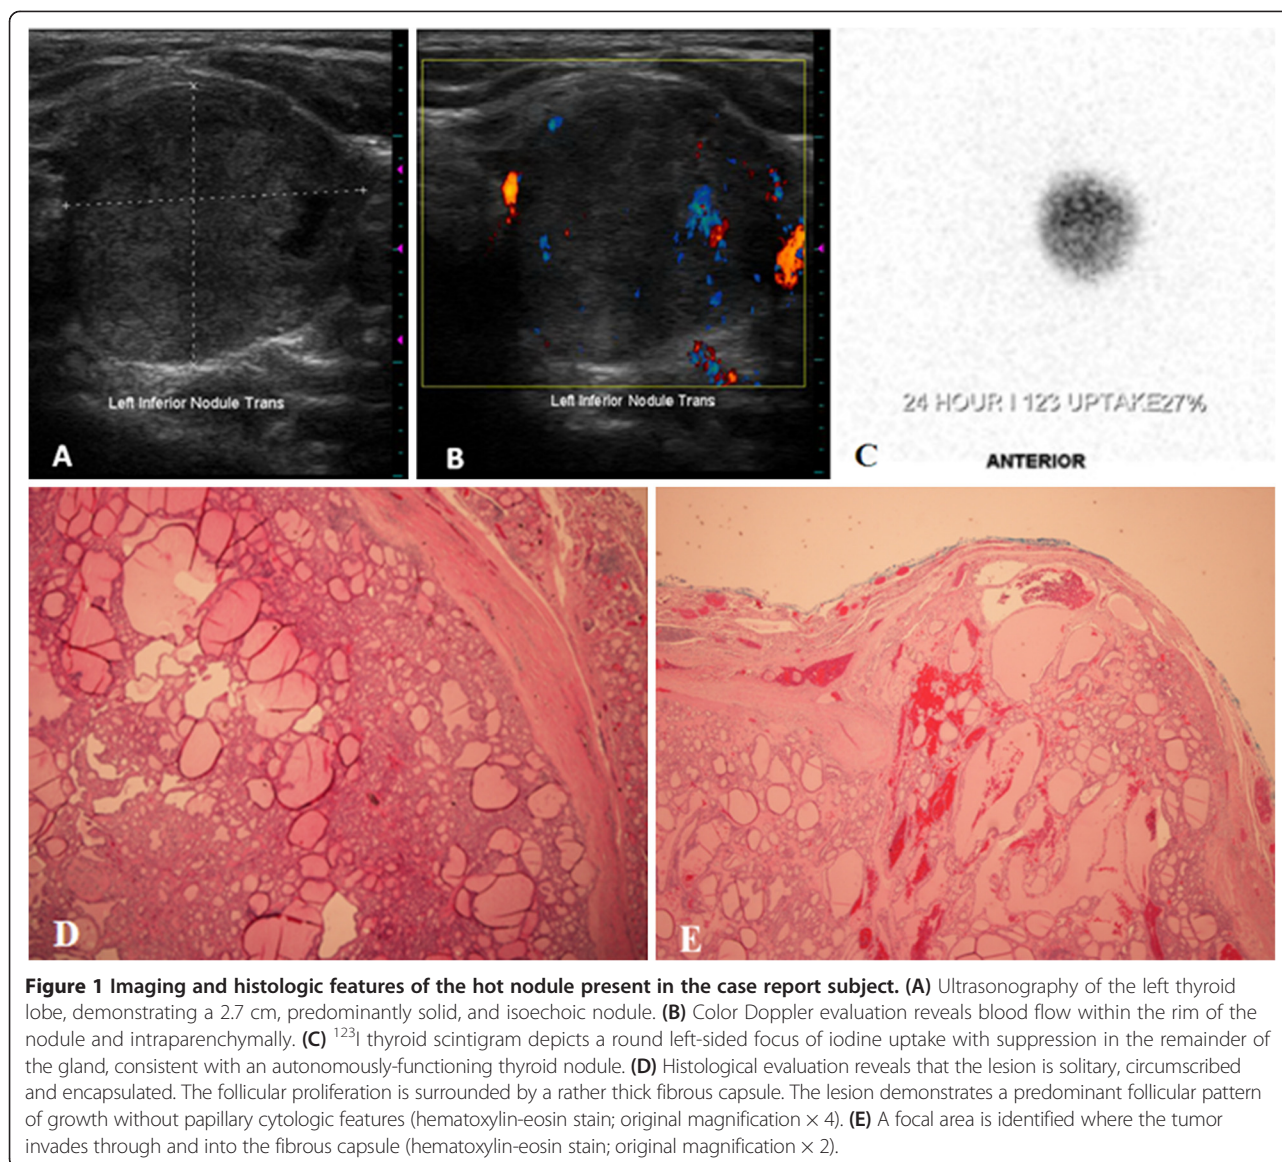 Left Inferior Nodule Trans
A
Left Inferior Nodule Trans
B
24 HOUR I 123 UPTAKE27%
C
ANTERIOR
D
E
Figure 1 Imaging and histologic features of the hot nodule present in the case report subject. (A) Ultrasonography of the left thyroid
lobe, demonstrating a 2.7 cm, predominantly solid, and isoechoic nodule. (B) Color Doppler evaluation reveals blood flow within the rim of the
nodule and intraparenchymally. (C) ¹²³I thyroid scintigram depicts a round left-sided focus of iodine uptake with suppression in the remainder of
the gland, consistent with an autonomously-functioning thyroid nodule. (D) Histological evaluation reveals that the lesion is solitary, circumscribed
and encapsulated. The follicular proliferation is surrounded by a rather thick fibrous capsule. The lesion demonstrates a predominant follicular pattern
of growth without papillary cytologic features (hematoxylin-eosin stain; original magnification × 4). (E) A focal area is identified where the tumor
invades through and into the fibrous capsule (hematoxylin-eosin stain; original magnification × 2).